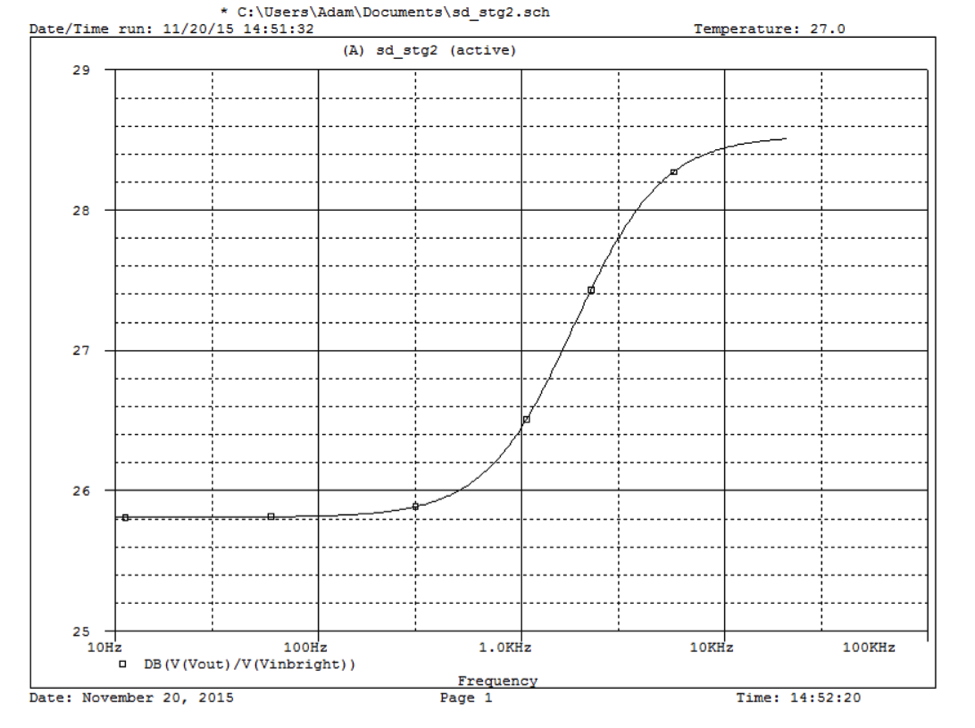 * C:\Users\Adam\Documents\sd_stg2.sch
Date/Time run: 11/20/15 14:51:32 Temperature: 27.0
(A) sd_stg2 (active)
29
28
27
26
25
10Hz 100Hz 1.0KHz 10KHz 100KHz
DB(V(Vout)/V(Vinbright))
Frequency
Date: November 20, 2015 Page 1 Time: 14:52:20